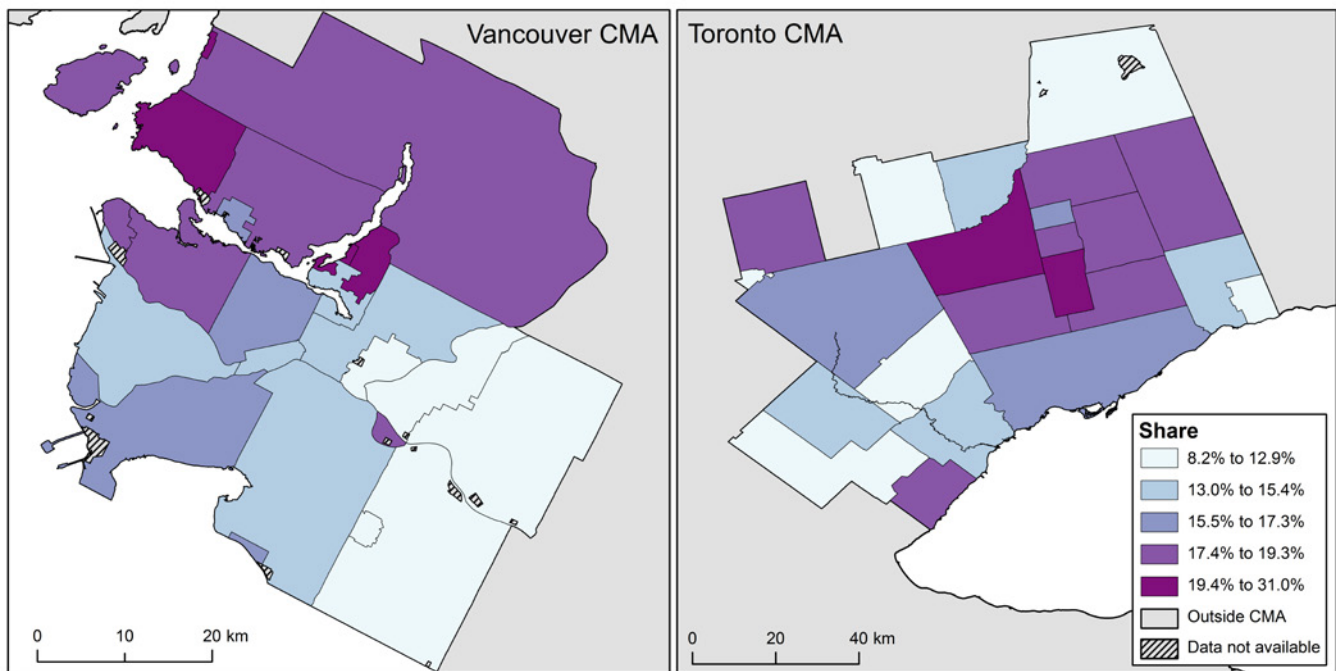 Vancouver CMA
Toronto CMA
Share
8.2% to 12.9%
13.0% to 15.4%
15.5% to 17.3%
17.4% to 19.3%
19.4% to 31.0%
Outside CMA
Data not available
0 10 20 km
0 20 40 km